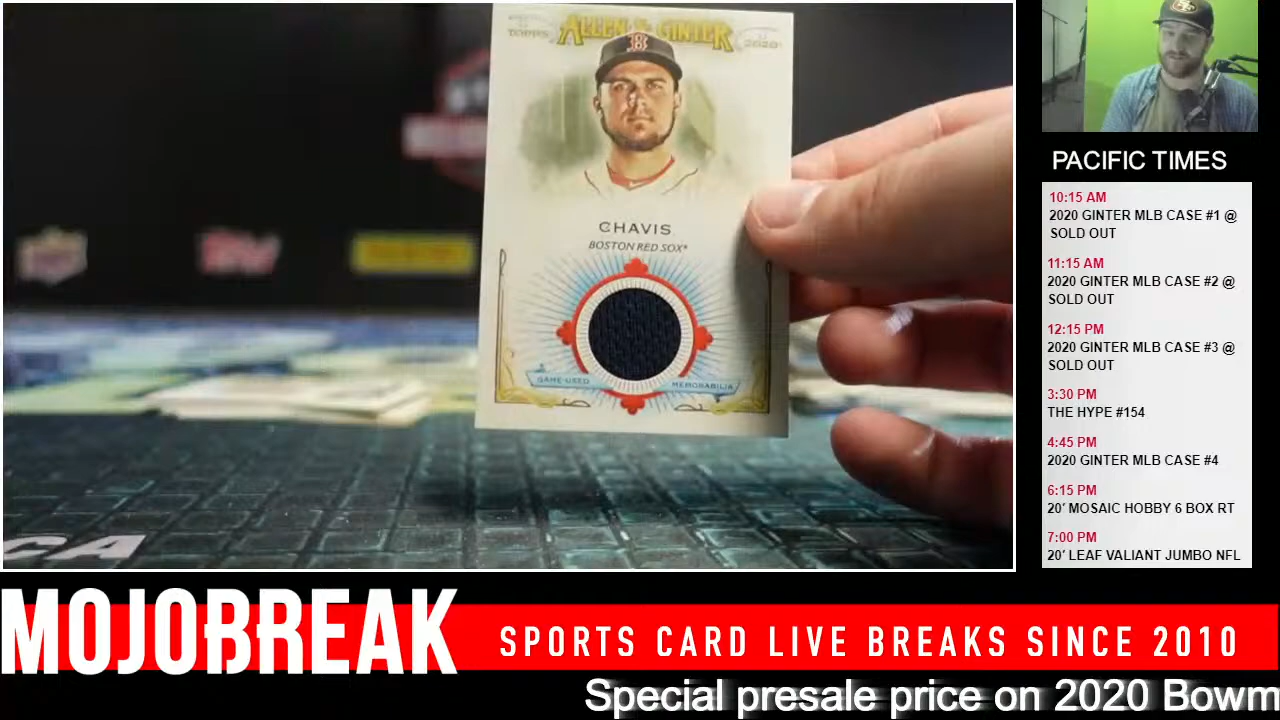 TOPPS
ALLEN & GINTER
2020
CHAVIS
BOSTON RED SOX
GAME-USED
MEMORABILIA
CA
PACIFIC TIMES
10:15 AM
2020 GINTER MLB CASE #1 @
SOLD OUT
11:15 AM
2020 GINTER MLB CASE #2 @
SOLD OUT
12:15 PM
2020 GINTER MLB CASE #3 @
SOLD OUT
3:30 PM
THE HYPE #154
4:45 PM
2020 GINTER MLB CASE #4
6:15 PM
20' MOSAIC HOBBY 6 BOX RT
7:00 PM
20' LEAF VALIANT JUMBO NFL
MOJOBREAK
SPORTS CARD LIVE BREAKS SINCE 2010
Special presale price on 2020 Bowm